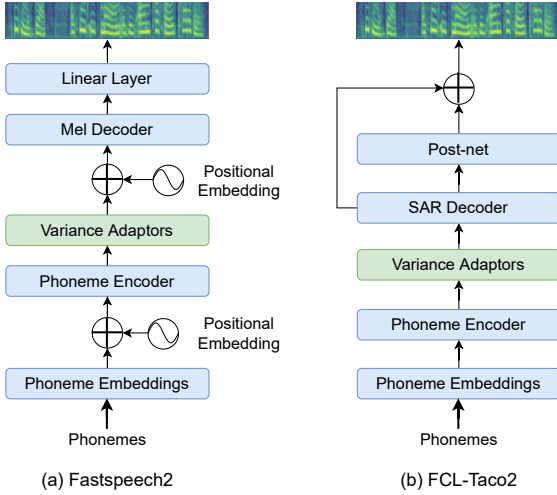 Linear Layer
Mel Decoder
Positional
Embedding
Variance Adaptors
Phoneme Encoder
Positional
Embedding
Phoneme Embeddings
Phonemes
(a) Fastspeech2
Post-net
SAR Decoder
Variance Adaptors
Phoneme Encoder
Phoneme Embeddings
Phonemes
(b) FCL-Taco2